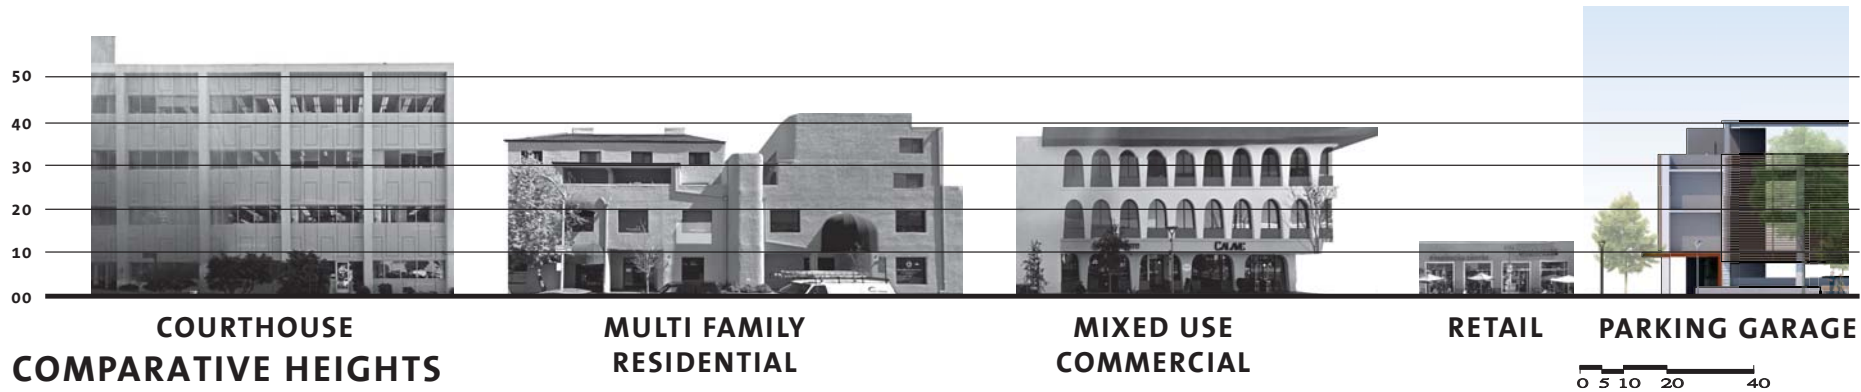 50
40
30
20
10
00
COURTHOUSE
MULTI FAMILY
RESIDENTIAL
MIXED USE
COMMERCIAL
RETAIL
PARKING GARAGE
COMPARATIVE HEIGHTS
0 5 10 20 40